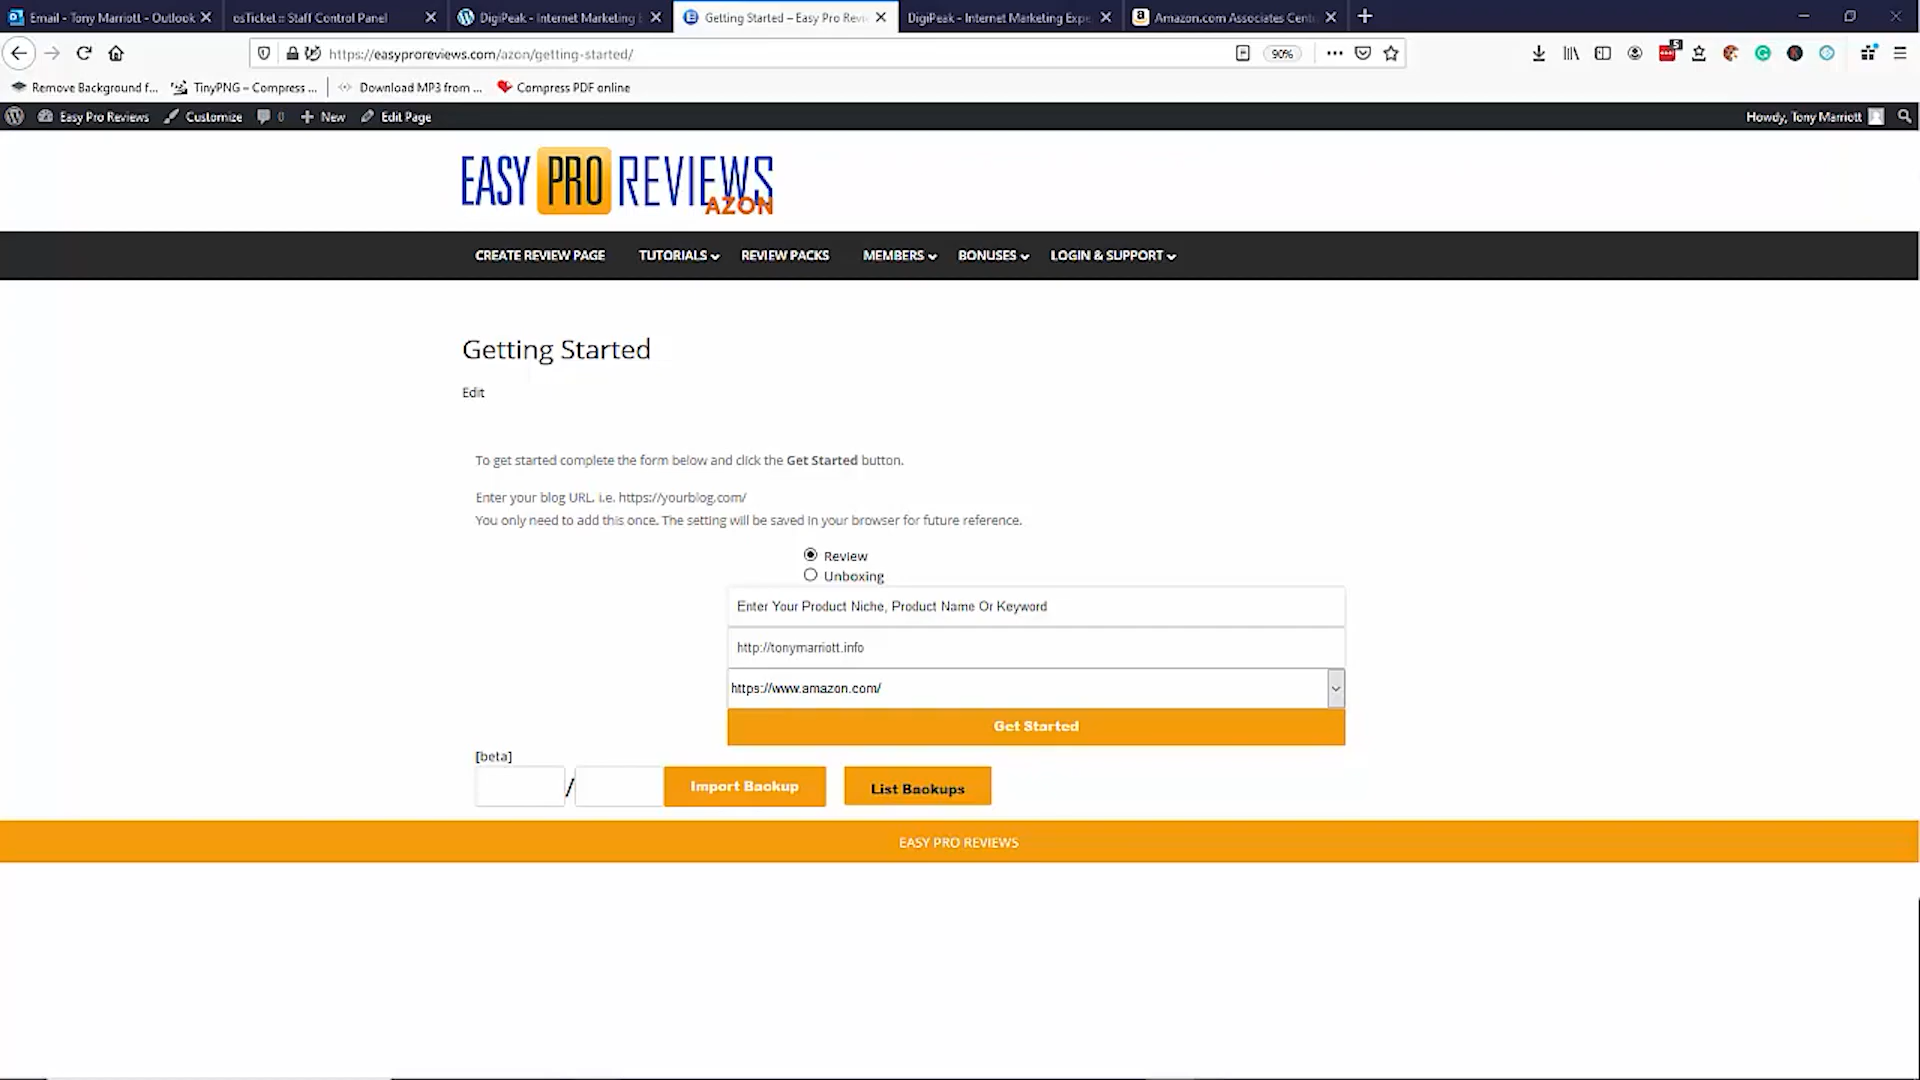 Email - Tony Marriott - Outlook
osTicket :: Staff Control Panel
DigiPeak - Internet Marketing E
Getting Started – Easy Pro Revi
DigiPeak - Internet Marketing Expe
Amazon.com Associates Cent
https://easyproreviews.com/azon/getting-started/
90%
5
Remove Background f...
TinyPNG – Compress ...
Download MP3 from ...
Compress PDF online
Easy Pro Reviews
Customize
0
New
Edit Page
Howdy, Tony Marriott
EASY PRO REVIEWS
AZON
CREATE REVIEW PAGE
TUTORIALS
REVIEW PACKS
MEMBERS
BONUSES
LOGIN & SUPPORT
Getting Started
Edit
To get started complete the form below and click the Get Started button.
Enter your blog URL. i.e. https://yourblog.com/
You only need to add this once. The setting will be saved in your browser for future reference.
Review
Unboxing
Enter Your Product Niche, Product Name Or Keyword
http://tonymarriott.info
https://www.amazon.com/
Get Started
[beta]
/
Import Backup
List Backups
EASY PRO REVIEWS